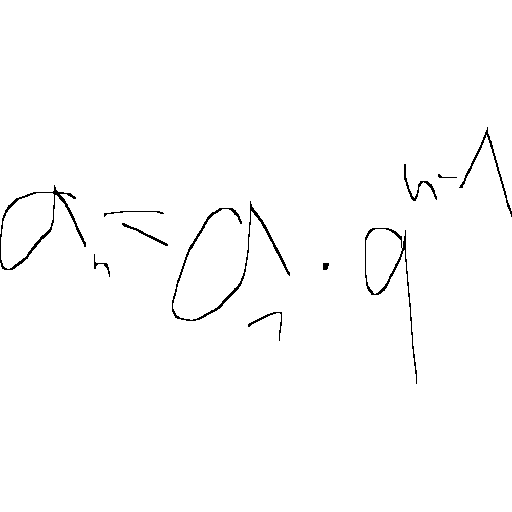 aₙ = a₁ · qⁿ⁻¹